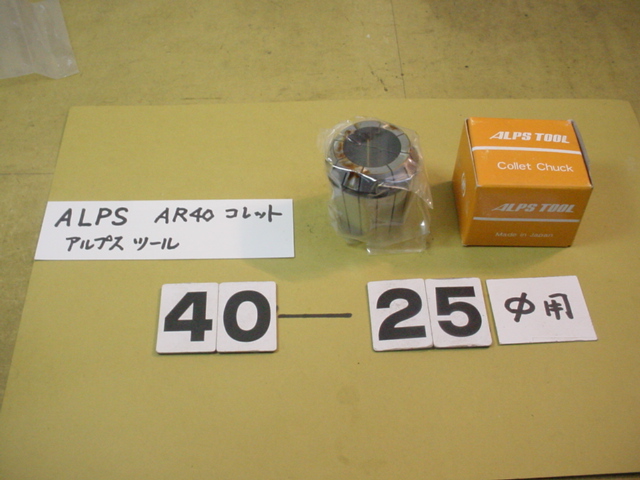 ALPS TOOL
Collet Chuck
ALPS TOOL
Made in Japan
ALPS AR40 コレット
アルプス ツール
40-25 φ用